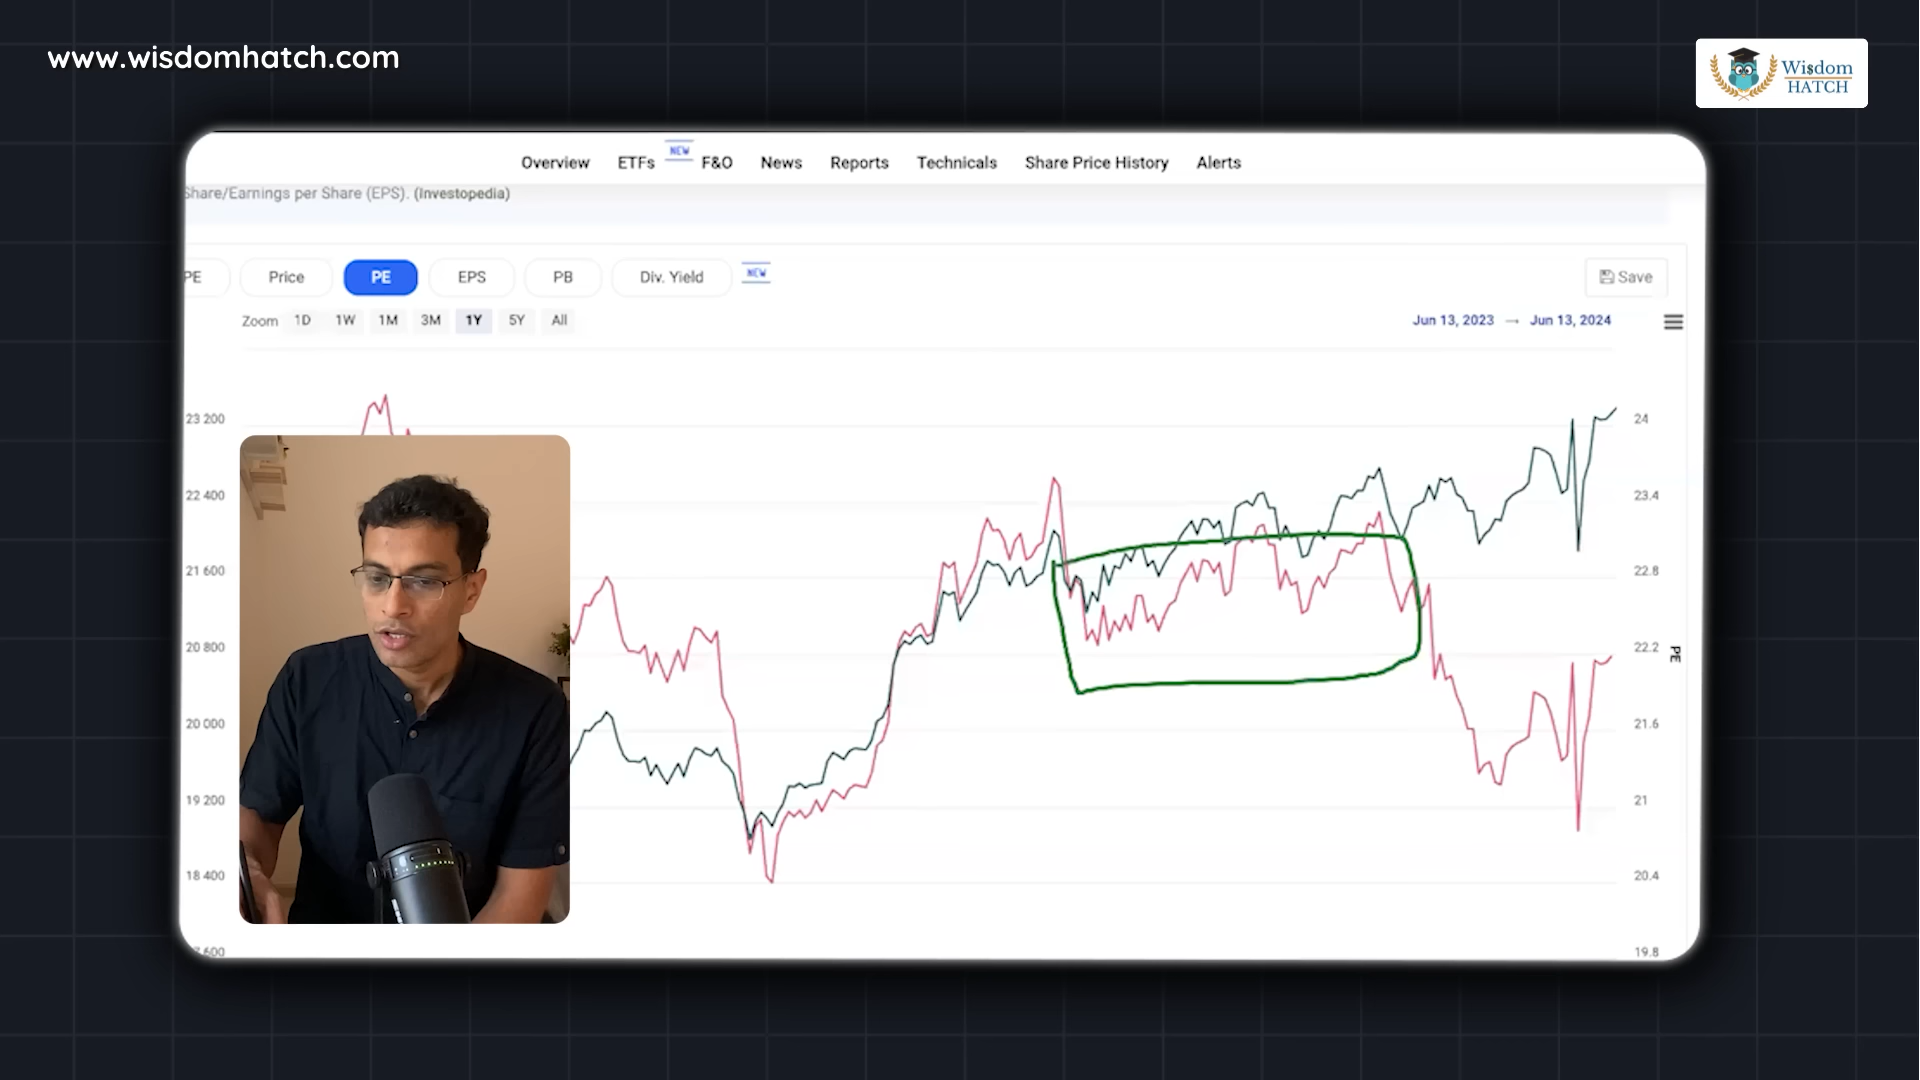 www.wisdomhatch.com
Wi$dom
HATCH
Overview ETFs NEW F&O News Reports Technicals Share Price History Alerts
Share/Earnings per Share (EPS). (Investopedia)
PE Price PE EPS PB Div. Yield NEW Save
Zoom 1D 1W 1M 3M 1Y 5Y All Jun 13, 2023 → Jun 13, 2024
23 200 24
22 400 23.4
21 600 22.8
20 800 22.2
PE
20 000 21.6
19 200 21
18 400 20.4
600 19.8